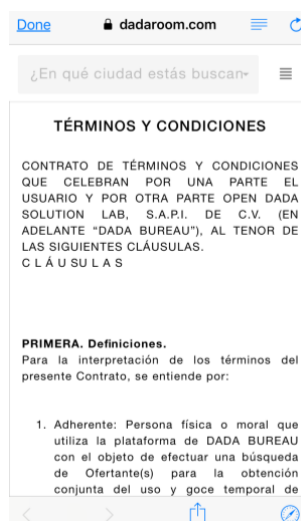 Done dadaroom.com
¿En qué ciudad estás buscan
TÉRMINOS Y CONDICIONES
CONTRATO DE TÉRMINOS Y CONDICIONES
QUE CELEBRAN POR UNA PARTE EL
USUARIO Y POR OTRA PARTE OPEN DADA
SOLUTION LAB, S.A.P.I. DE C.V. (EN
ADELANTE “DADA BUREAU”), AL TENOR DE
LAS SIGUIENTES CLÁUSULAS.
C L Á U SU L A S
PRIMERA. Definiciones.
Para la interpretación de los términos del
presente Contrato, se entiende por:
1. Adherente: Persona física o moral que
utiliza la plataforma de DADA BUREAU
con el objeto de efectuar una búsqueda
de Ofertante(s) para la obtención
conjunta del uso y goce temporal de